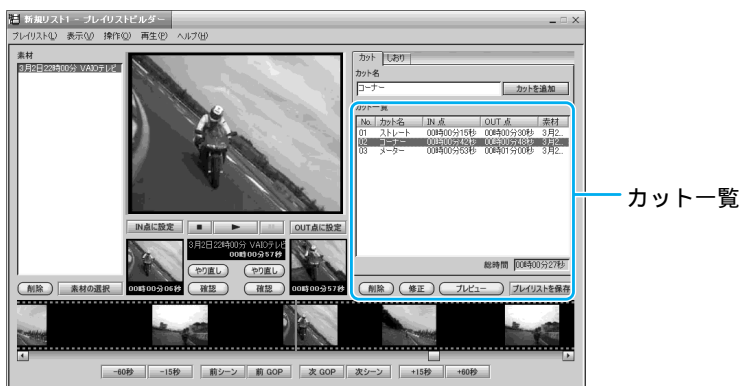 新規リスト1 - プレイリストビルダー
プレイリスト(L) 表示(V) 操作(O) 再生(P) ヘルプ(H)
素材
3月2日22時00分 VAIOテレビ
カット しおり
カット名
コーナー カットを追加
カット一覧
No. カット名 IN 点 OUT 点 素材
01 ストレート 00時00分15秒 00時00分30秒 3月2...
02 コーナー 00時00分42秒 00時00分48秒 3月2...
03 メーター 00時00分53秒 00時01分00秒 3月2...
カット一覧
IN点に設定 OUT点に設定
3月2日22時00分 VAIOテレビ
00時00分57秒
やり直し やり直し
総時間 00時00分27秒
削除 素材の選択 00時00分06秒 確認 確認 00時00分57秒 削除 修正 プレビュー プレイリストを保存
-60秒 -15秒 前シーン 前 GOP 次 GOP 次シーン +15秒 +60秒